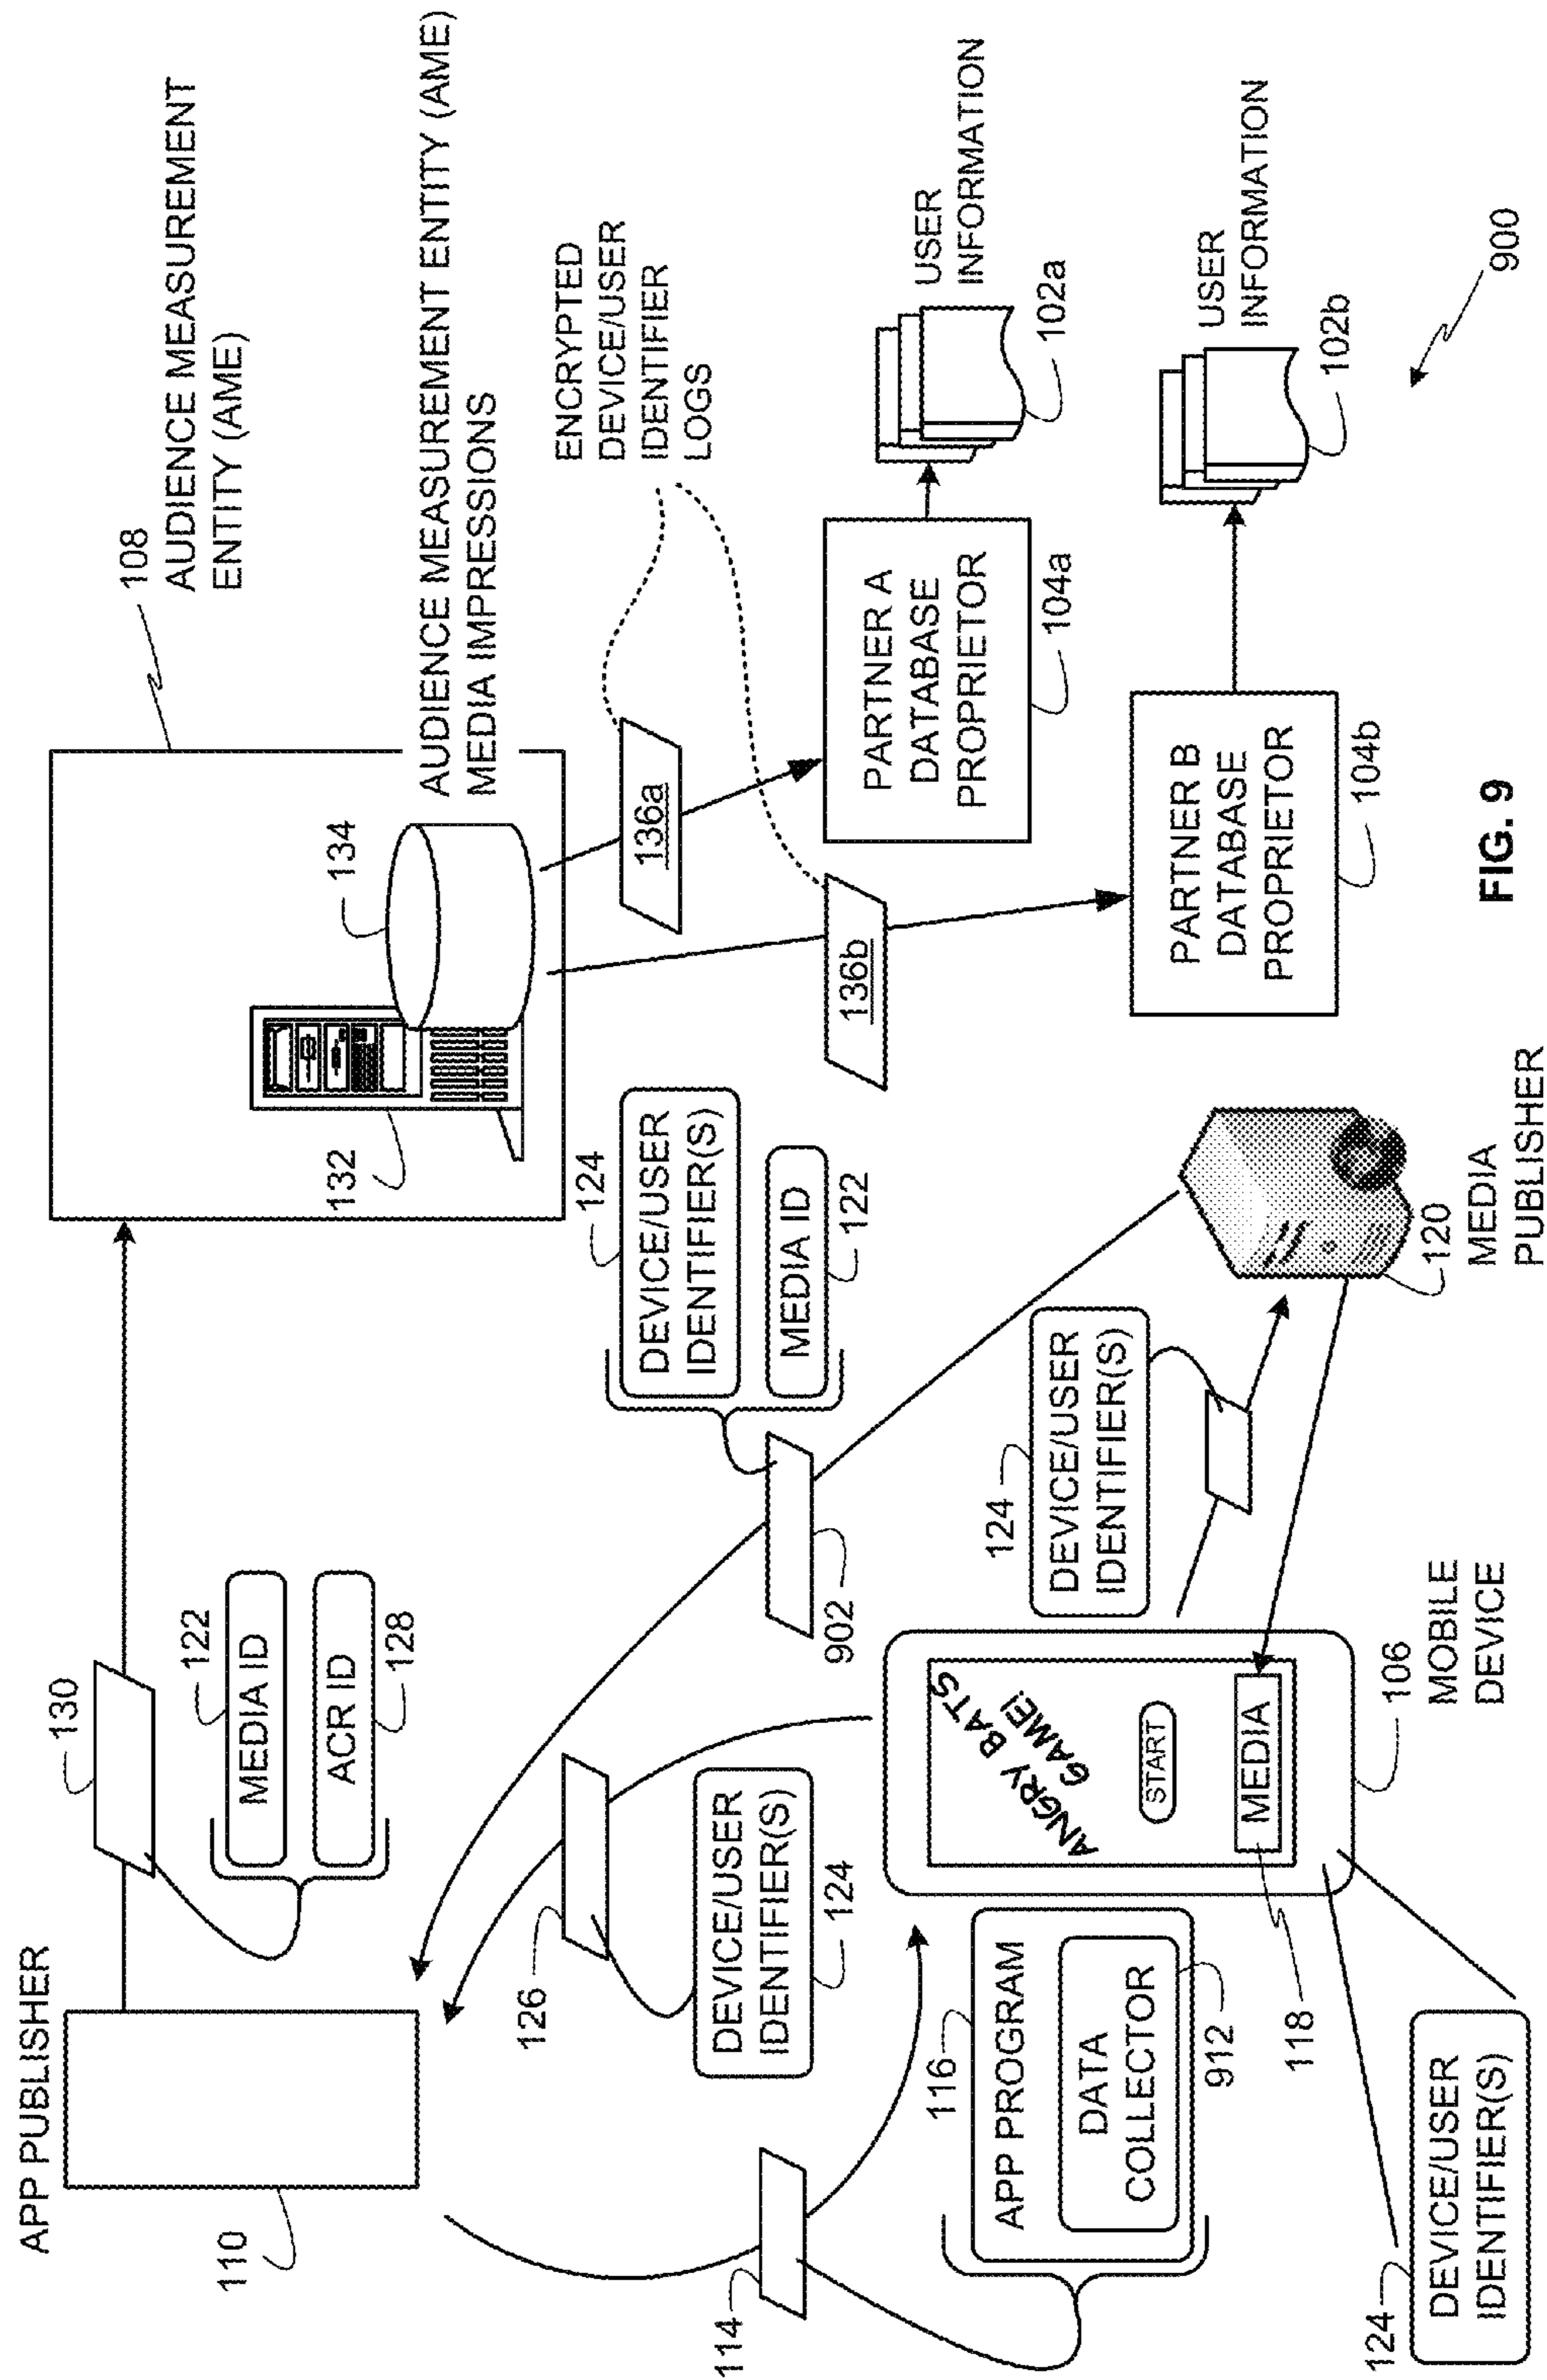 APP PUBLISHER
110
130
122
MEDIA ID
ACR ID
128
108
AUDIENCE MEASUREMENT
ENTITY (AME)
132
134
AUDIENCE MEASUREMENT ENTITY (AME)
MEDIA IMPRESSIONS
ENCRYPTED
DEVICE/USER
IDENTIFIER
LOGS
136a
136b
PARTNER A
DATABASE
PROPRIETOR
104a
USER
INFORMATION
102a
PARTNER B
DATABASE
PROPRIETOR
104b
USER
INFORMATION
102b
900
124
DEVICE/USER
IDENTIFIER(S)
MEDIA ID
122
902
126
DEVICE/USER
IDENTIFIER(S)
124
114
116
APP PROGRAM
DATA
COLLECTOR
912
ANGRY BATS
GAME!
START
MEDIA
118
106
MOBILE
DEVICE
124
DEVICE/USER
IDENTIFIER(S)
120
MEDIA
PUBLISHER
124
DEVICE/USER
IDENTIFIER(S)
FIG. 9